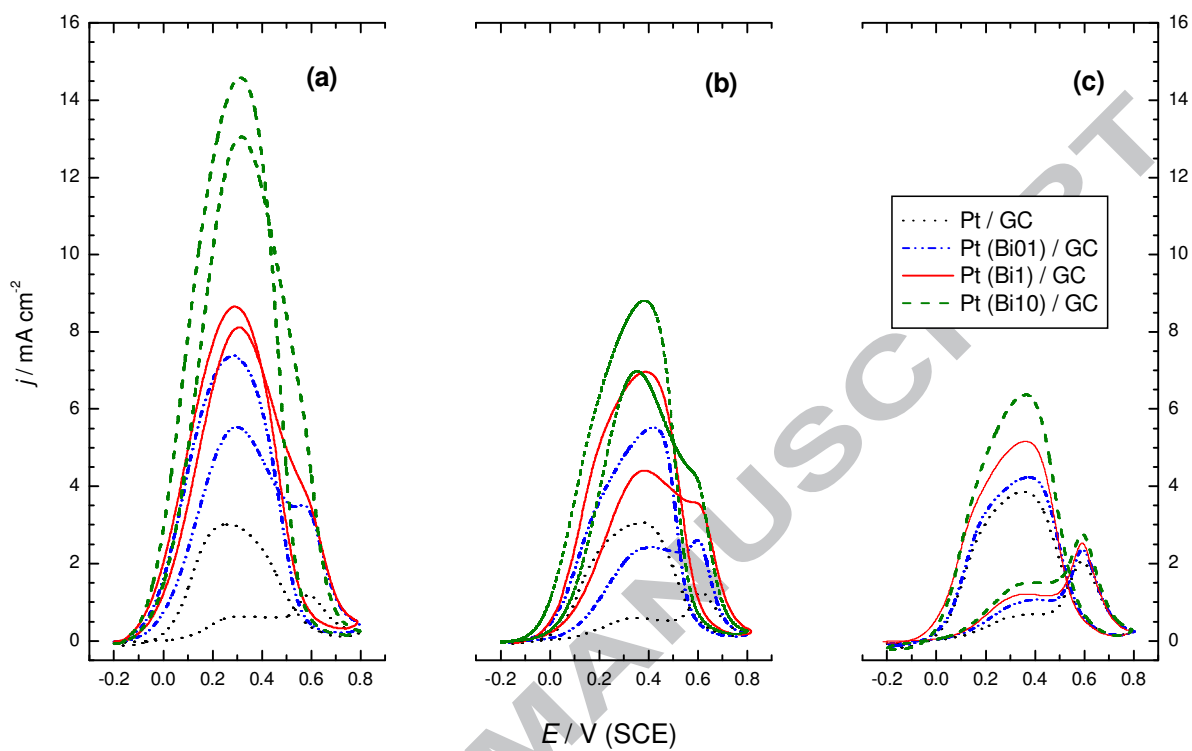 (a)
(b)
(c)
16
14
12
10
8
6
4
2
0
16
14
12
10
8
6
4
2
0
j / mA cm-2
Pt / GC
Pt (Bi01) / GC
Pt (Bi1) / GC
Pt (Bi10) / GC
-0.2 0.0 0.2 0.4 0.6 0.8
-0.2 0.0 0.2 0.4 0.6 0.8
-0.2 0.0 0.2 0.4 0.6 0.8
E / V (SCE)
MANUSCRIPT